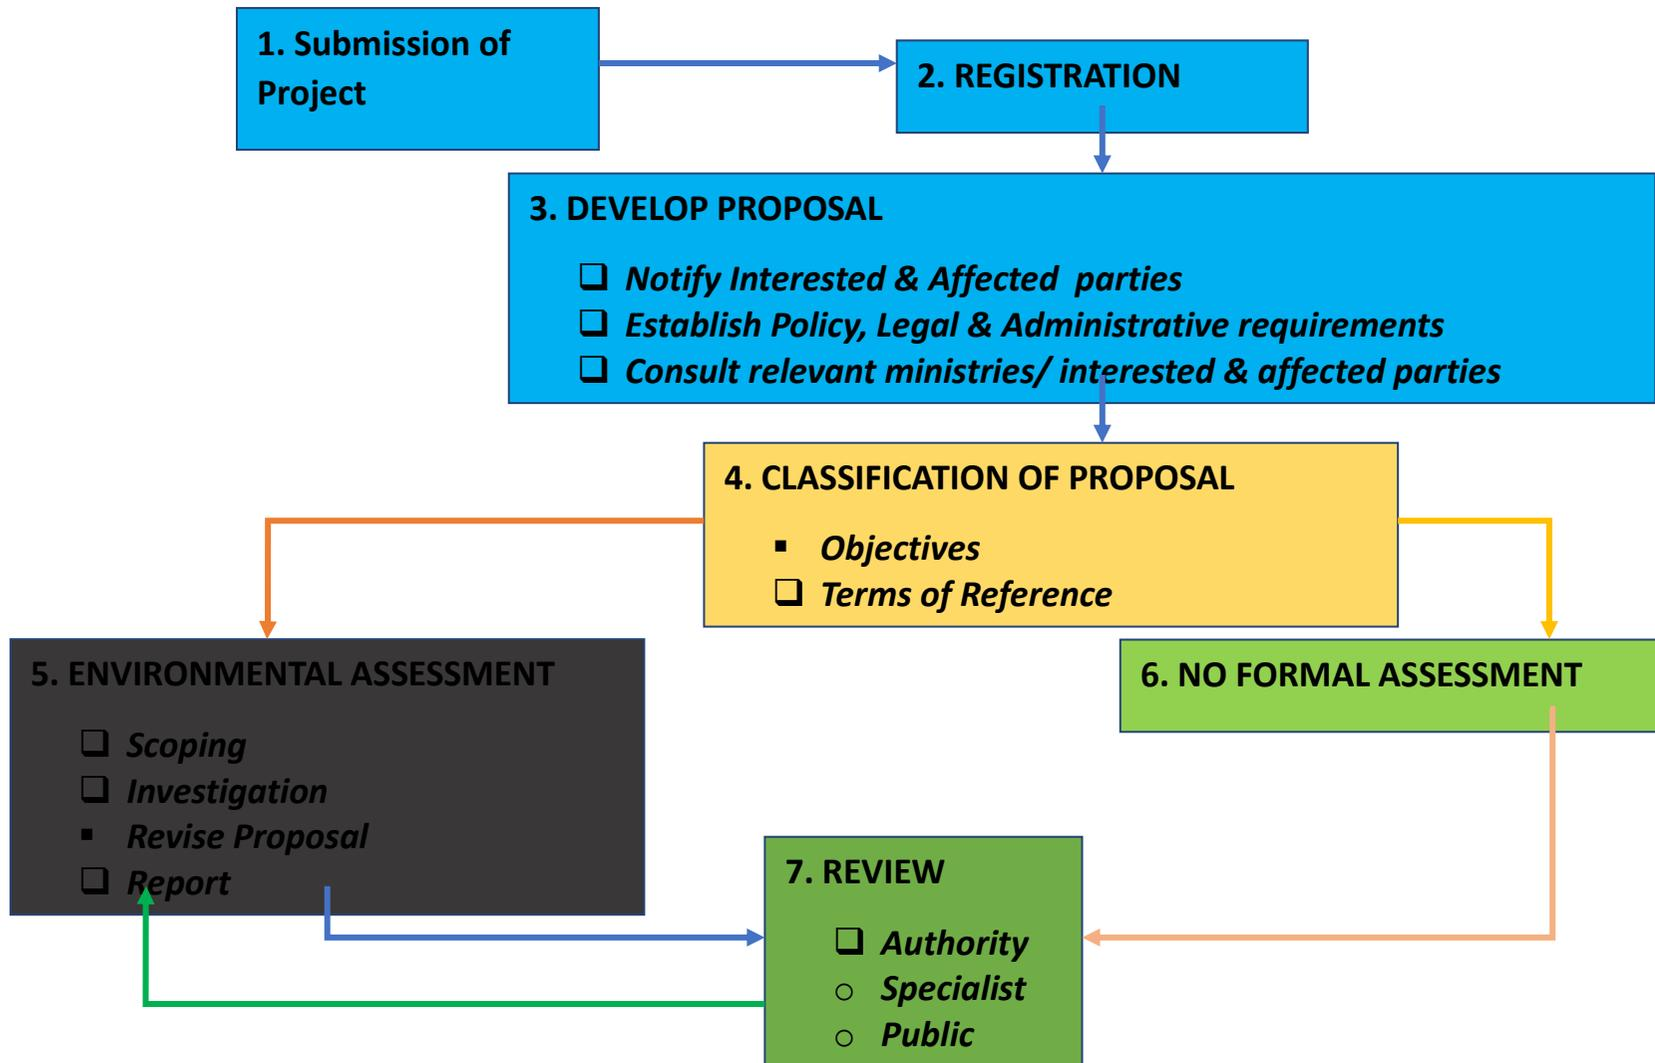 1. Submission of
Project
2. REGISTRATION
3. DEVELOP PROPOSAL
❑ Notify Interested & Affected parties
❑ Establish Policy, Legal & Administrative requirements
❑ Consult relevant ministries/ interested & affected parties
4. CLASSIFICATION OF PROPOSAL
▪ Objectives
❑ Terms of Reference
5. ENVIRONMENTAL ASSESSMENT
❑ Scoping
❑ Investigation
▪ Revise Proposal
❑ Report
6. NO FORMAL ASSESSMENT
7. REVIEW
❑ Authority
o Specialist
o Public